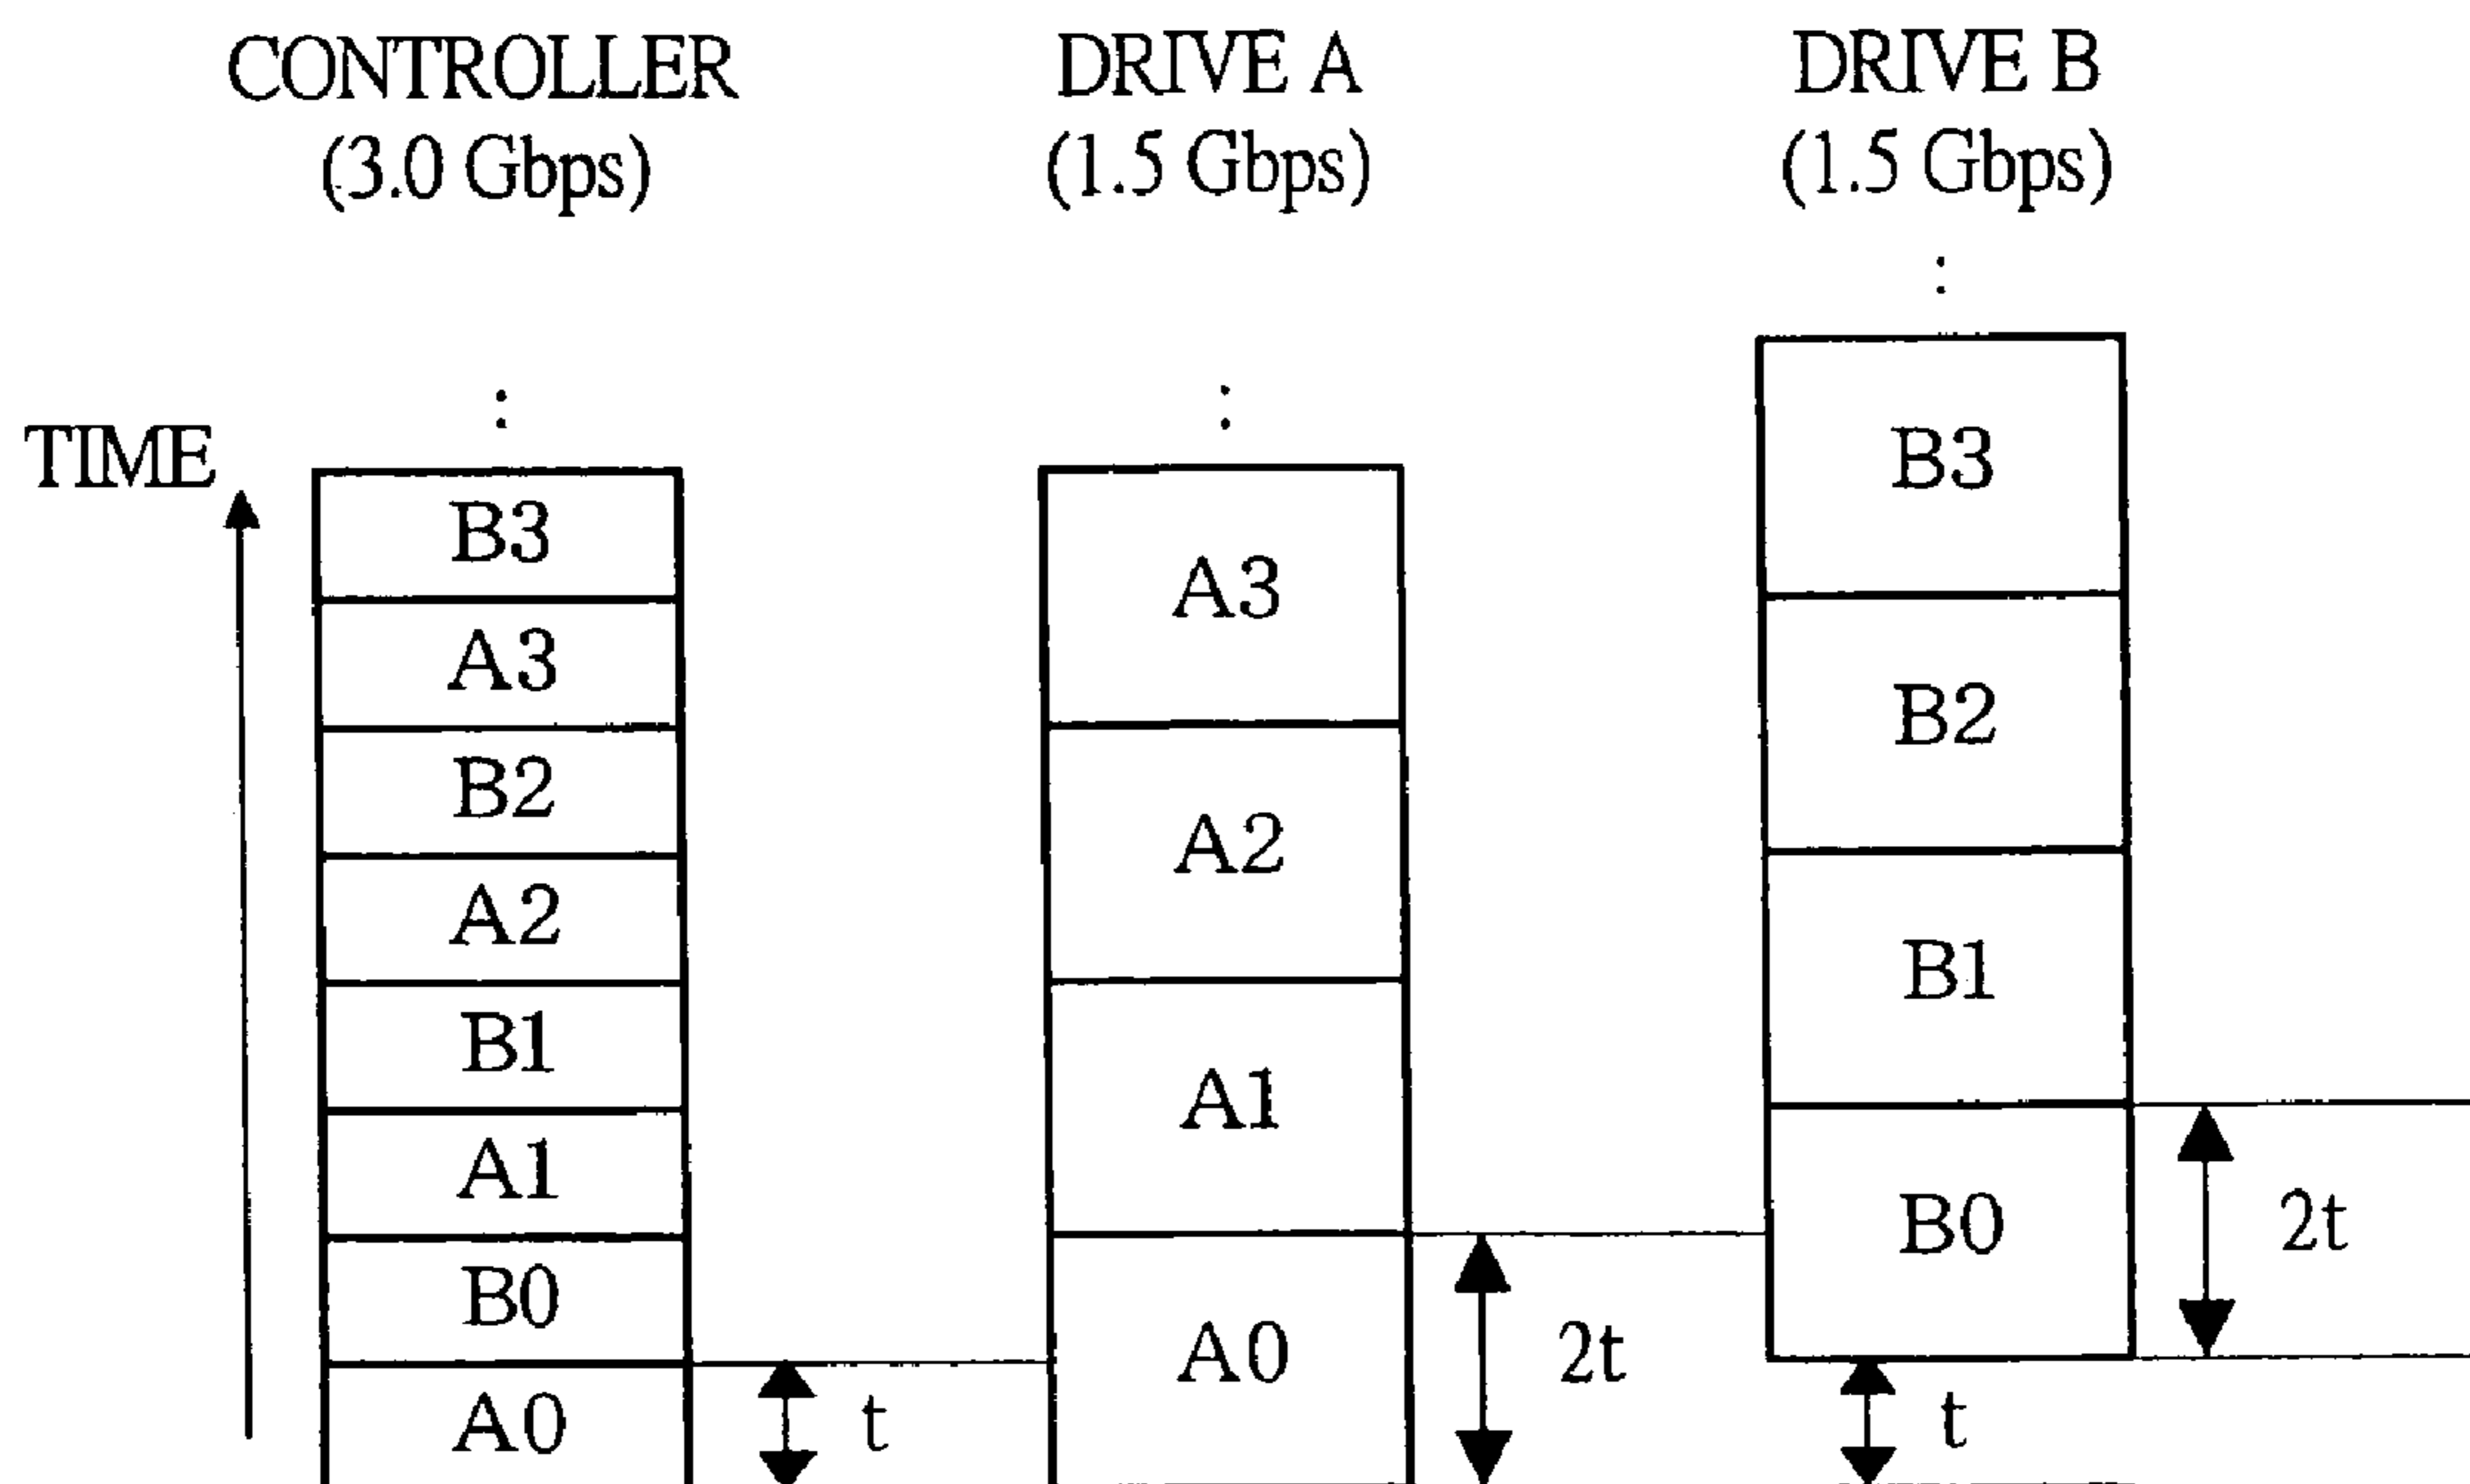 CONTROLLER
(3.0 Gbps)
DRIVE A
(1.5 Gbps)
DRIVE B
(1.5 Gbps)
TIME
:
B3
A3
B2
A2
B1
A1
B0
A0
t
:
A3
A2
A1
A0
2t
:
B3
B2
B1
B0
2t
t